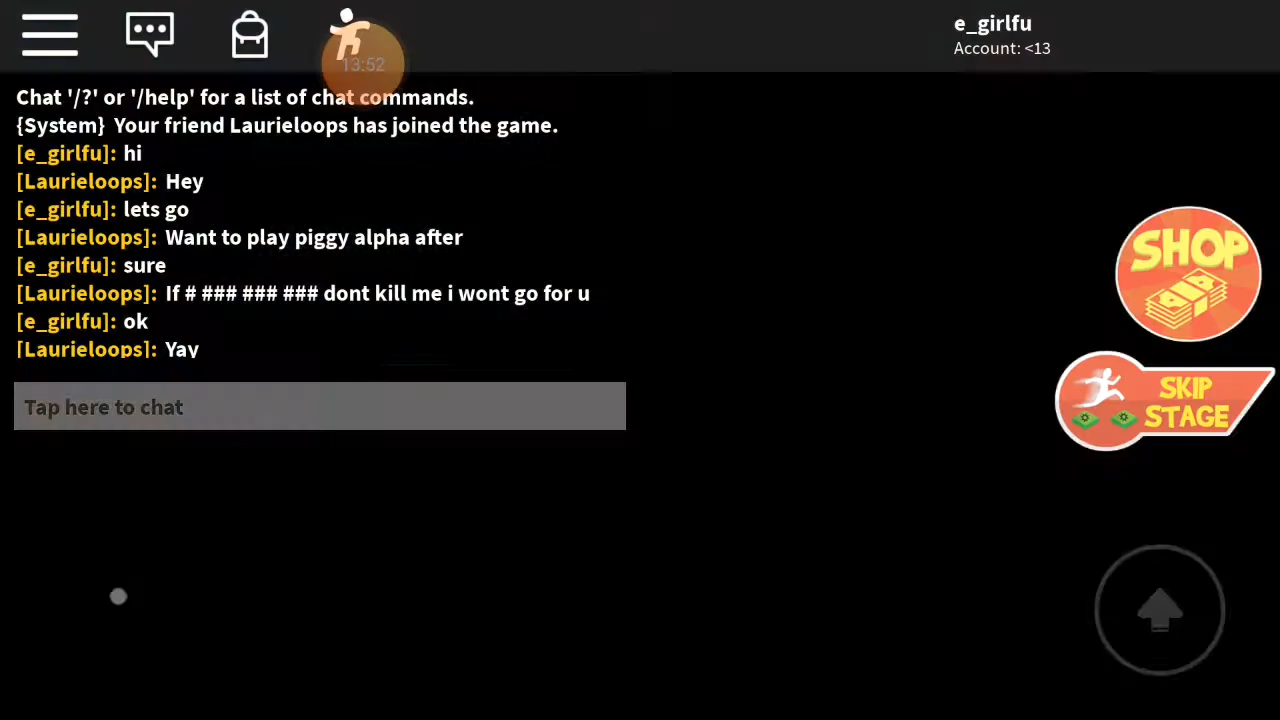 e_girlfu
Account: <13
13:52
Chat '/?' or '/help' for a list of chat commands.
{System} Your friend Laurieloops has joined the game.
[e_girlfu]: hi
[Laurieloops]: Hey
[e_girlfu]: lets go
[Laurieloops]: Want to play piggy alpha after
[e_girlfu]: sure
[Laurieloops]: If # ### ### ### dont kill me i wont go for u
[e_girlfu]: ok
[Laurieloops]: Yay
Tap here to chat
SHOP
SKIP
STAGE